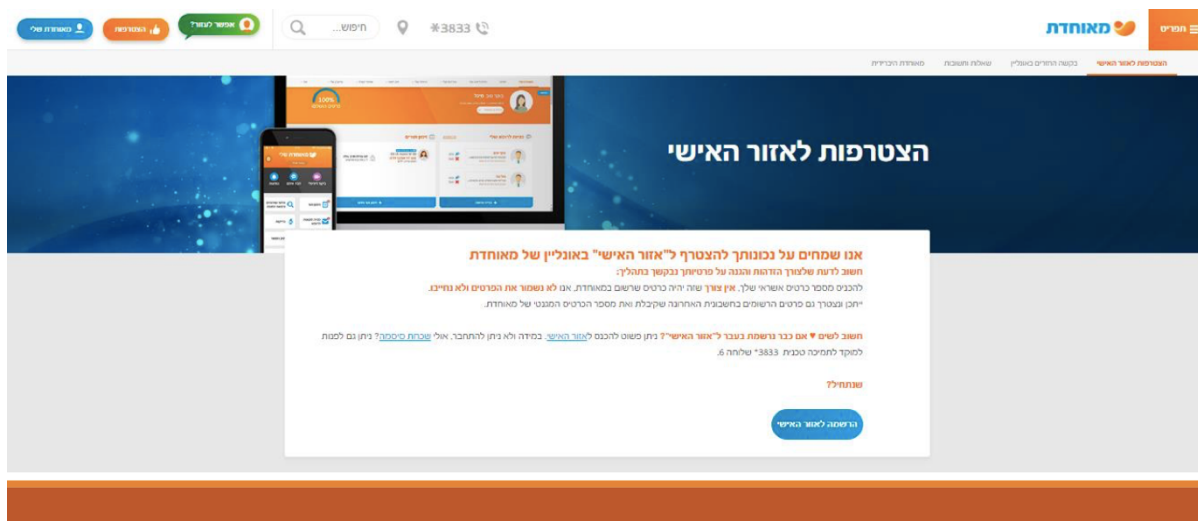 תפריט
מאוחדת
*3833
חיפוש...
אפשר לעזור?
הצטרפות
מאוחדת שלי
הצטרפות לאזור האישי
בקשה החזרים באונליין
שאלות ותשובות
מאוחדת היברידית
הצטרפות לאזור האישי
100%
אנו שמחים על נכונותך להצטרף ל"אזור האישי" באונליין של מאוחדת
חשוב לדעת שלצורך הזדהות והגנה על פרטיותך נבקשך בתהליך:
להכניס מספר כרטיס אשראי שלך, אין צורך שזה יהיה כרטיס שרשום במאוחדת, אנו לא נשמור את הפרטים ולא נחייבו.
ייתכן ונצטרך גם פרטים הרשומים בחשבונית האחרונה שקיבלת ואת מספר הכרטיס המגנטי של מאוחדת.
חשוב לשים ♥ אם כבר נרשמת בעבר ל"אזור האישי"? ניתן פשוט להכנס לאזור האישי. במידה ולא ניתן להתחבר, אולי שכחת סיסמה? ניתן גם לפנות
למוקד לתמיכה טכנית 3833* שלוחה 6.
שנתחיל?
הרשמה לאזור האישי